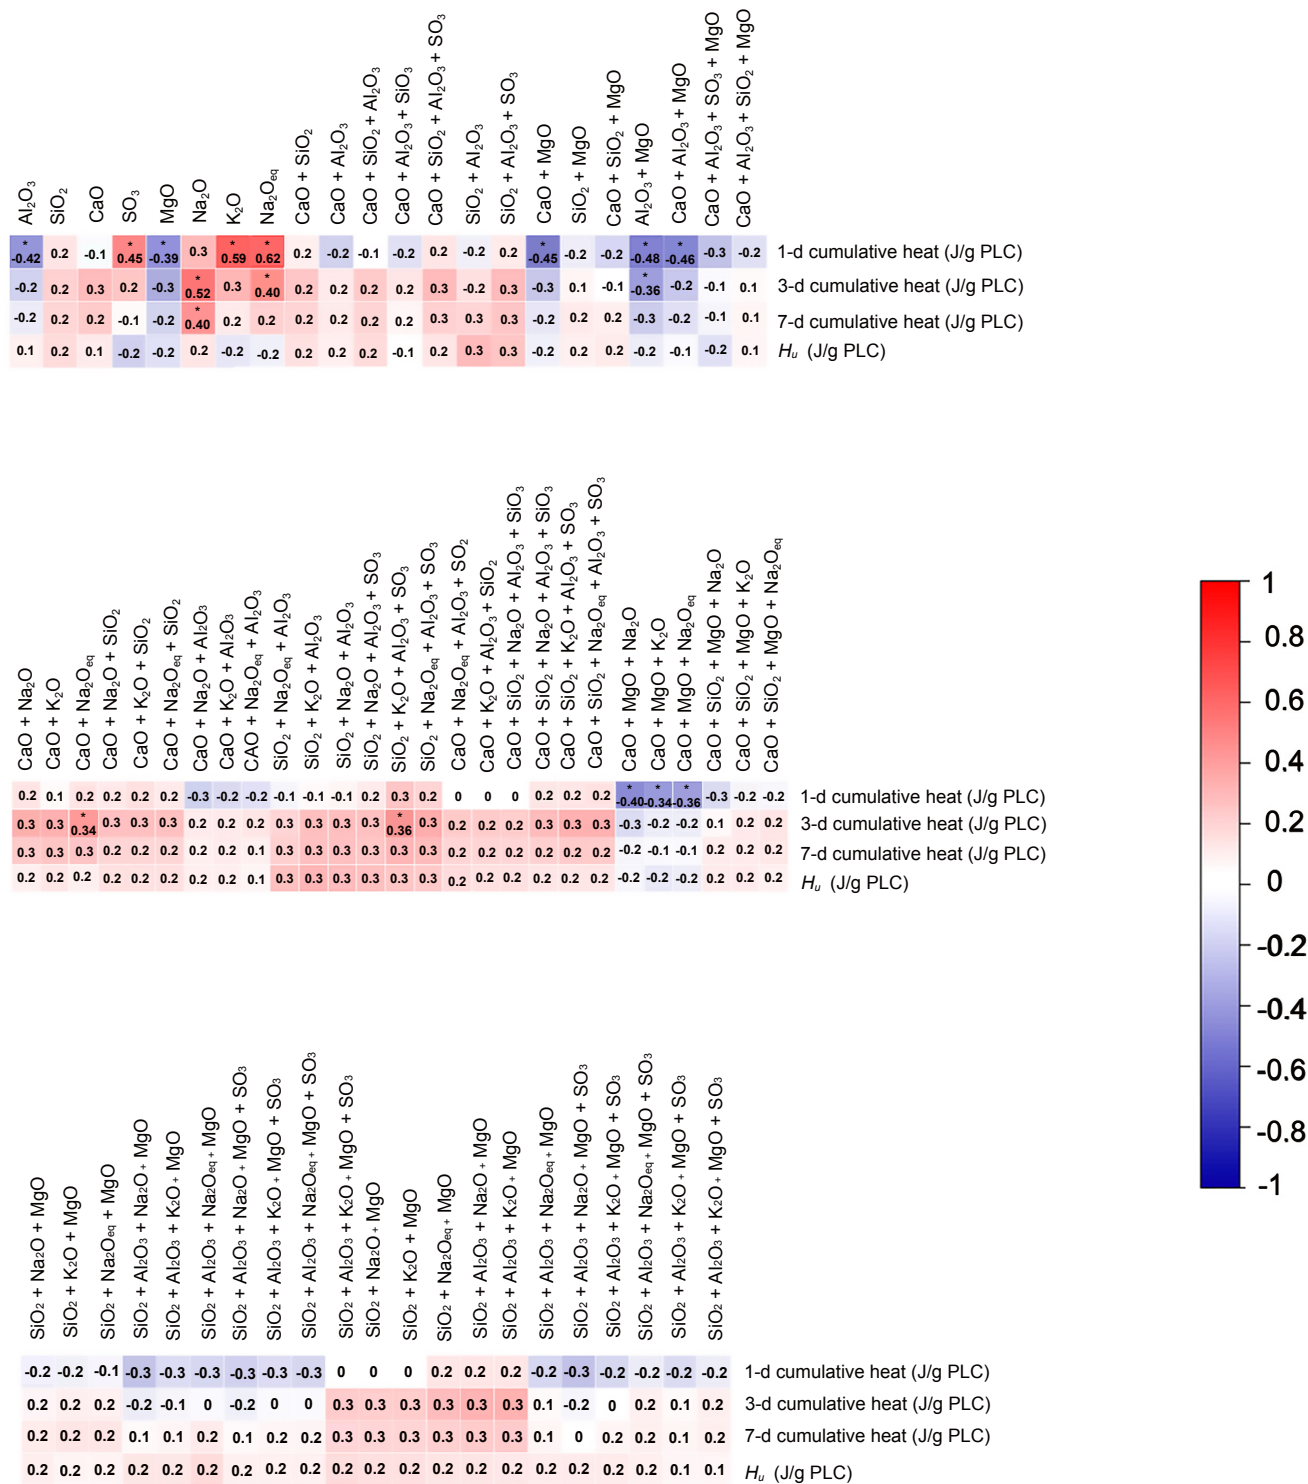 Al₂O₃
SiO₂
CaO
SO₃
MgO
Na₂O
K₂O
Na₂Oeq
CaO + SiO₂
CaO + Al₂O₃
CaO + SiO₂ + Al₂O₃
CaO + Al₂O₃ + SiO₃
CaO + SiO₂ + Al₂O₃ + SO₃
SiO₂ + Al₂O₃
SiO₂ + Al₂O₃ + SO₃
CaO + MgO
SiO₂ + MgO
CaO + SiO₂ + MgO
Al₂O₃ + MgO
CaO + Al₂O₃ + MgO
CaO + Al₂O₃ + SO₃ + MgO
CaO + Al₂O₃ + SiO₂ + MgO
*-0.42 0.2 -0.1 *0.45 *-0.39 0.3 *0.59 *0.62 0.2 -0.2 -0.1 -0.2 0.2 -0.2 0.2 *-0.45 -0.2 -0.2 *-0.48 *-0.46 -0.3 -0.2 1-d cumulative heat (J/g PLC)
-0.2 0.2 0.3 0.2 -0.3 *0.52 0.3 *0.40 0.2 0.2 0.2 0.2 0.3 -0.2 0.3 -0.3 0.1 -0.1 *-0.36 -0.2 -0.1 0.1 3-d cumulative heat (J/g PLC)
-0.2 0.2 0.2 -0.1 -0.2 *0.40 0.2 0.2 0.2 0.2 0.2 0.2 0.3 0.3 0.3 -0.2 0.2 0.2 -0.3 -0.2 -0.1 0.1 7-d cumulative heat (J/g PLC)
0.1 0.2 0.1 -0.2 -0.2 0.2 -0.2 -0.2 0.2 0.2 0.2 -0.1 0.2 0.3 0.3 -0.2 0.2 0.2 -0.2 -0.1 -0.2 0.1 Hu (J/g PLC)
CaO + Na₂O
CaO + K₂O
CaO + Na₂Oeq
CaO + Na₂O + SiO₂
CaO + K₂O + SiO₂
CaO + Na₂Oeq + SiO₂
CaO + Na₂O + Al₂O₃
CaO + K₂O + Al₂O₃
CAO + Na₂Oeq + Al₂O₃
SiO₂ + Na₂Oeq + Al₂O₃
SiO₂ + K₂O + Al₂O₃
SiO₂ + Na₂O + Al₂O₃
SiO₂ + Na₂O + Al₂O₃ + SO₃
SiO₂ + K₂O + Al₂O₃ + SO₃
SiO₂ + Na₂Oeq + Al₂O₃ + SO₃
CaO + Na₂Oeq + Al₂O₃ + SO₂
CaO + K₂O + Al₂O₃ + SiO₂
CaO + SiO₂ + Na₂O + Al₂O₃ + SiO₃
CaO + SiO₂ + Na₂O + Al₂O₃ + SiO₃
CaO + SiO₂ + K₂O + Al₂O₃ + SO₃
CaO + SiO₂ + Na₂Oeq + Al₂O₃ + SO₃
CaO + MgO + Na₂O
CaO + MgO + K₂O
CaO + MgO + Na₂Oeq
CaO + SiO₂ + MgO + Na₂O
CaO + SiO₂ + MgO + K₂O
CaO + SiO₂ + MgO + Na₂Oeq
0.2 0.1 0.2 0.2 0.2 0.2 -0.3 -0.2 -0.2 -0.1 -0.1 -0.1 0.2 0.3 0.2 0 0 0 0.2 0.2 0.2 *-0.40 *-0.34 *-0.36 -0.3 -0.2 -0.2 1-d cumulative heat (J/g PLC)
0.3 0.3 *0.34 0.3 0.3 0.3 0.2 0.2 0.2 0.3 0.3 0.3 0.3 *0.36 0.3 0.2 0.2 0.2 0.3 0.3 0.3 -0.3 -0.2 -0.2 0.1 0.2 0.2 3-d cumulative heat (J/g PLC)
0.3 0.3 0.3 0.2 0.2 0.2 0.2 0.2 0.1 0.3 0.3 0.3 0.3 0.3 0.3 0.2 0.2 0.2 0.2 0.2 0.2 -0.2 -0.1 -0.1 0.2 0.2 0.2 7-d cumulative heat (J/g PLC)
0.2 0.2 0.2 0.2 0.2 0.2 0.2 0.2 0.1 0.3 0.3 0.3 0.3 0.3 0.3 0.2 0.2 0.2 0.2 0.2 0.2 -0.2 -0.2 -0.2 0.2 0.2 0.2 Hu (J/g PLC)
1
0.8
0.6
0.4
0.2
0
-0.2
-0.4
-0.6
-0.8
-1
SiO₂ + Na₂O + MgO
SiO₂ + K₂O + MgO
SiO₂ + Na₂Oeq + MgO
SiO₂ + Al₂O₃ + Na₂O + MgO
SiO₂ + Al₂O₃ + K₂O + MgO
SiO₂ + Al₂O₃ + Na₂Oeq + MgO
SiO₂ + Al₂O₃ + Na₂O + MgO + SO₃
SiO₂ + Al₂O₃ + K₂O + MgO + SO₃
SiO₂ + Al₂O₃ + Na₂Oeq + MgO + SO₃
SiO₂ + Al₂O₃ + K₂O + MgO + SO₃
SiO₂ + Na₂O + MgO
SiO₂ + K₂O + MgO
SiO₂ + Na₂Oeq + MgO
SiO₂ + Al₂O₃ + Na₂O + MgO
SiO₂ + Al₂O₃ + K₂O + MgO
SiO₂ + Al₂O₃ + Na₂Oeq + MgO
SiO₂ + Al₂O₃ + Na₂O + MgO + SO₃
SiO₂ + Al₂O₃ + K₂O + MgO + SO₃
SiO₂ + Al₂O₃ + Na₂Oeq + MgO + SO₃
SiO₂ + Al₂O₃ + K₂O + MgO + SO₃
SiO₂ + Al₂O₃ + K₂O + MgO + SO₃
-0.2 -0.2 -0.1 -0.3 -0.3 -0.3 -0.3 -0.3 -0.3 0 0 0 0.2 0.2 0.2 -0.2 -0.3 -0.2 -0.2 -0.2 -0.2 1-d cumulative heat (J/g PLC)
0.2 0.2 0.2 -0.2 -0.1 0 -0.2 0 0 0.3 0.3 0.3 0.3 0.3 0.3 0.1 -0.2 0 0.2 0.1 0.2 3-d cumulative heat (J/g PLC)
0.2 0.2 0.2 0.1 0.1 0.2 0.1 0.2 0.2 0.3 0.3 0.3 0.3 0.3 0.3 0.1 0 0.2 0.2 0.1 0.2 7-d cumulative heat (J/g PLC)
0.2 0.2 0.2 0.2 0.2 0.2 0.2 0.2 0.2 0.2 0.2 0.2 0.2 0.2 0.2 0.2 0.2 0.2 0.2 0.1 0.1 Hu (J/g PLC)